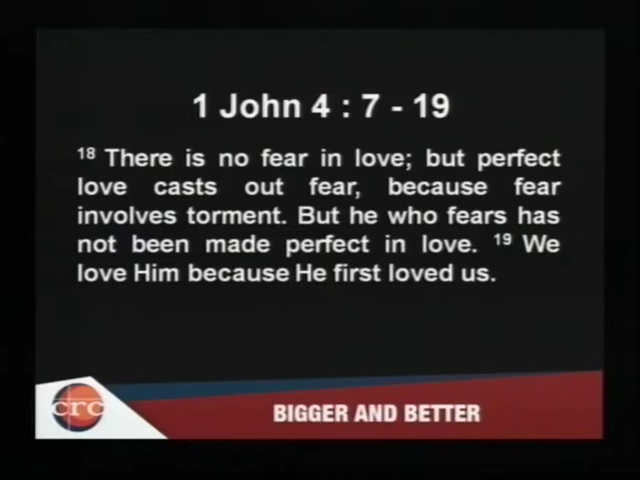 1 John 4 : 7 - 19
18 There is no fear in love; but perfect
love casts out fear, because fear
involves torment. But he who fears has
not been made perfect in love. 19 We
love Him because He first loved us.
crc
BIGGER AND BETTER